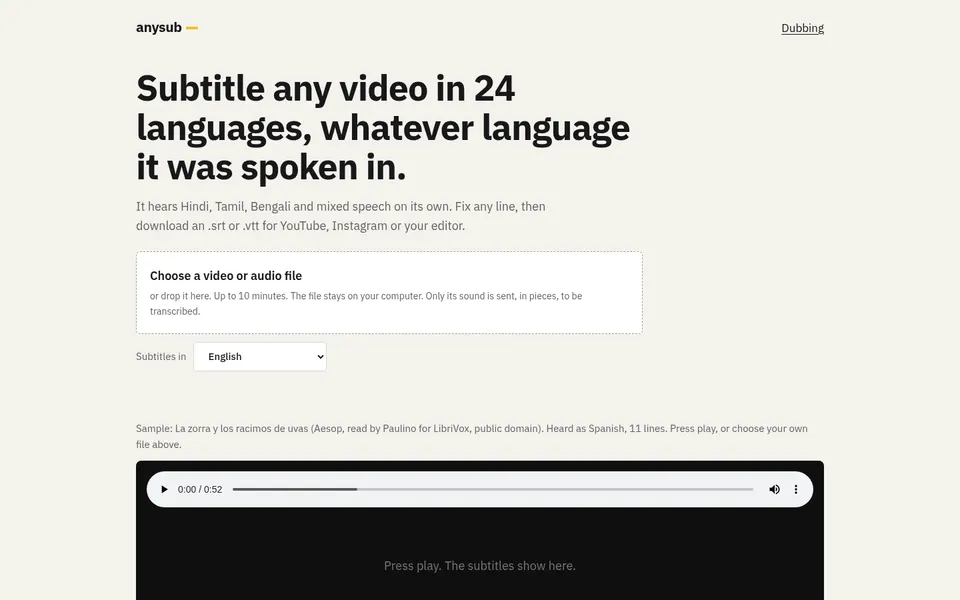 anysub
Dubbing
Subtitle any video in 24
languages, whatever language
it was spoken in.
It hears Hindi, Tamil, Bengali and mixed speech on its own. Fix any line, then
download an .srt or .vtt for YouTube, Instagram or your editor.
Choose a video or audio file
or drop it here. Up to 10 minutes. The file stays on your computer. Only its sound is sent, in pieces, to be
transcribed.
Subtitles in
English
Sample: La zorra y los racimos de uvas (Aesop, read by Paulino for LibriVox, public domain). Heard as Spanish, 11 lines. Press play, or choose your own
file above.
0:00 / 0:52
Press play. The subtitles show here.